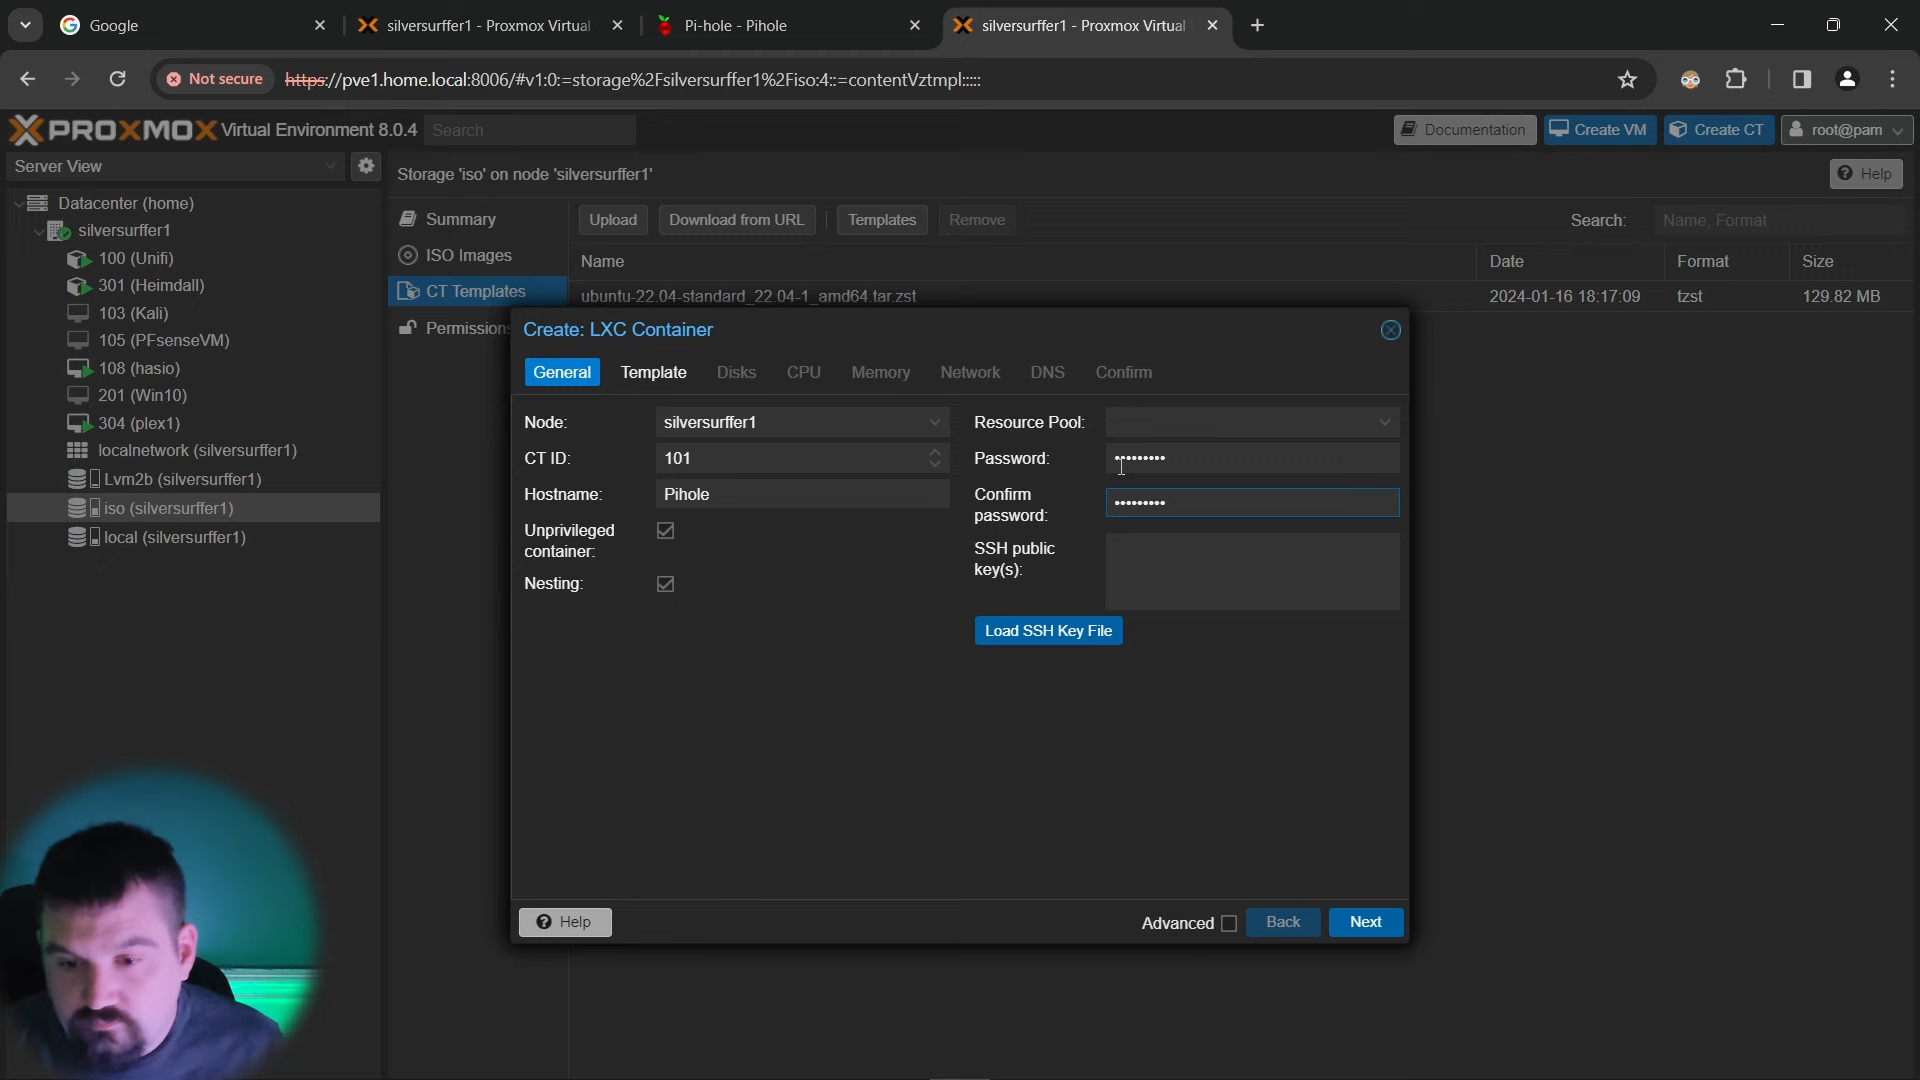 Google
silversurffer1 - Proxmox Virtual
Pi-hole - Pihole
silversurffer1 - Proxmox Virtual
Not secure
https://pve1.home.local:8006/#v1:0:=storage%2Fsilversurffer1%2Fiso:4::=contentVztmpl:::::
PROXMOX Virtual Environment 8.0.4
Search
Documentation
Create VM
Create CT
root@pam
Server View
Storage 'iso' on node 'silversurffer1'
Help
Datacenter (home)
silversurffer1
100 (Unifi)
301 (Heimdall)
103 (Kali)
105 (PFsenseVM)
108 (hasio)
201 (Win10)
304 (plex1)
localnetwork (silversurffer1)
Lvm2b (silversurffer1)
iso (silversurffer1)
local (silversurffer1)
Summary
ISO Images
CT Templates
Permissions
Upload
Download from URL
Templates
Remove
Search:
Name, Format
Name
Date
Format
Size
ubuntu-22.04-standard_22.04-1_amd64.tar.zst
2024-01-16 18:17:09
tzst
129.82 MB
Create: LXC Container
General
Template
Disks
CPU
Memory
Network
DNS
Confirm
Node:
silversurffer1
CT ID:
101
Hostname:
Pihole
Unprivileged
container:
Nesting:
Resource Pool:
Password:
•••••••••
Confirm
password:
•••••••••
SSH public
key(s):
Load SSH Key File
Help
Advanced
Back
Next